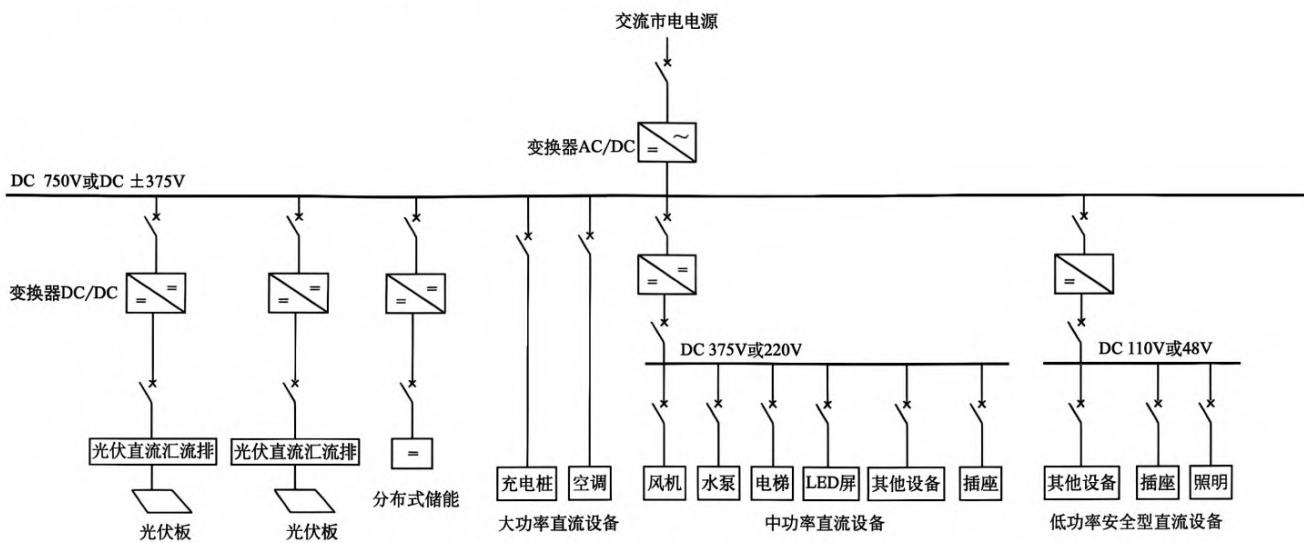 交流市电电源
变换器AC/DC
DC 750V或DC ±375V
变换器DC/DC
DC 375V或220V
DC 110V或48V
光伏直流汇流排 光伏直流汇流排
充电桩 空调 风机 水泵 电梯 LED屏 其他设备 插座 其他设备 插座 照明
分布式储能
大功率直流设备 中功率直流设备 低功率安全型直流设备
光伏板 光伏板